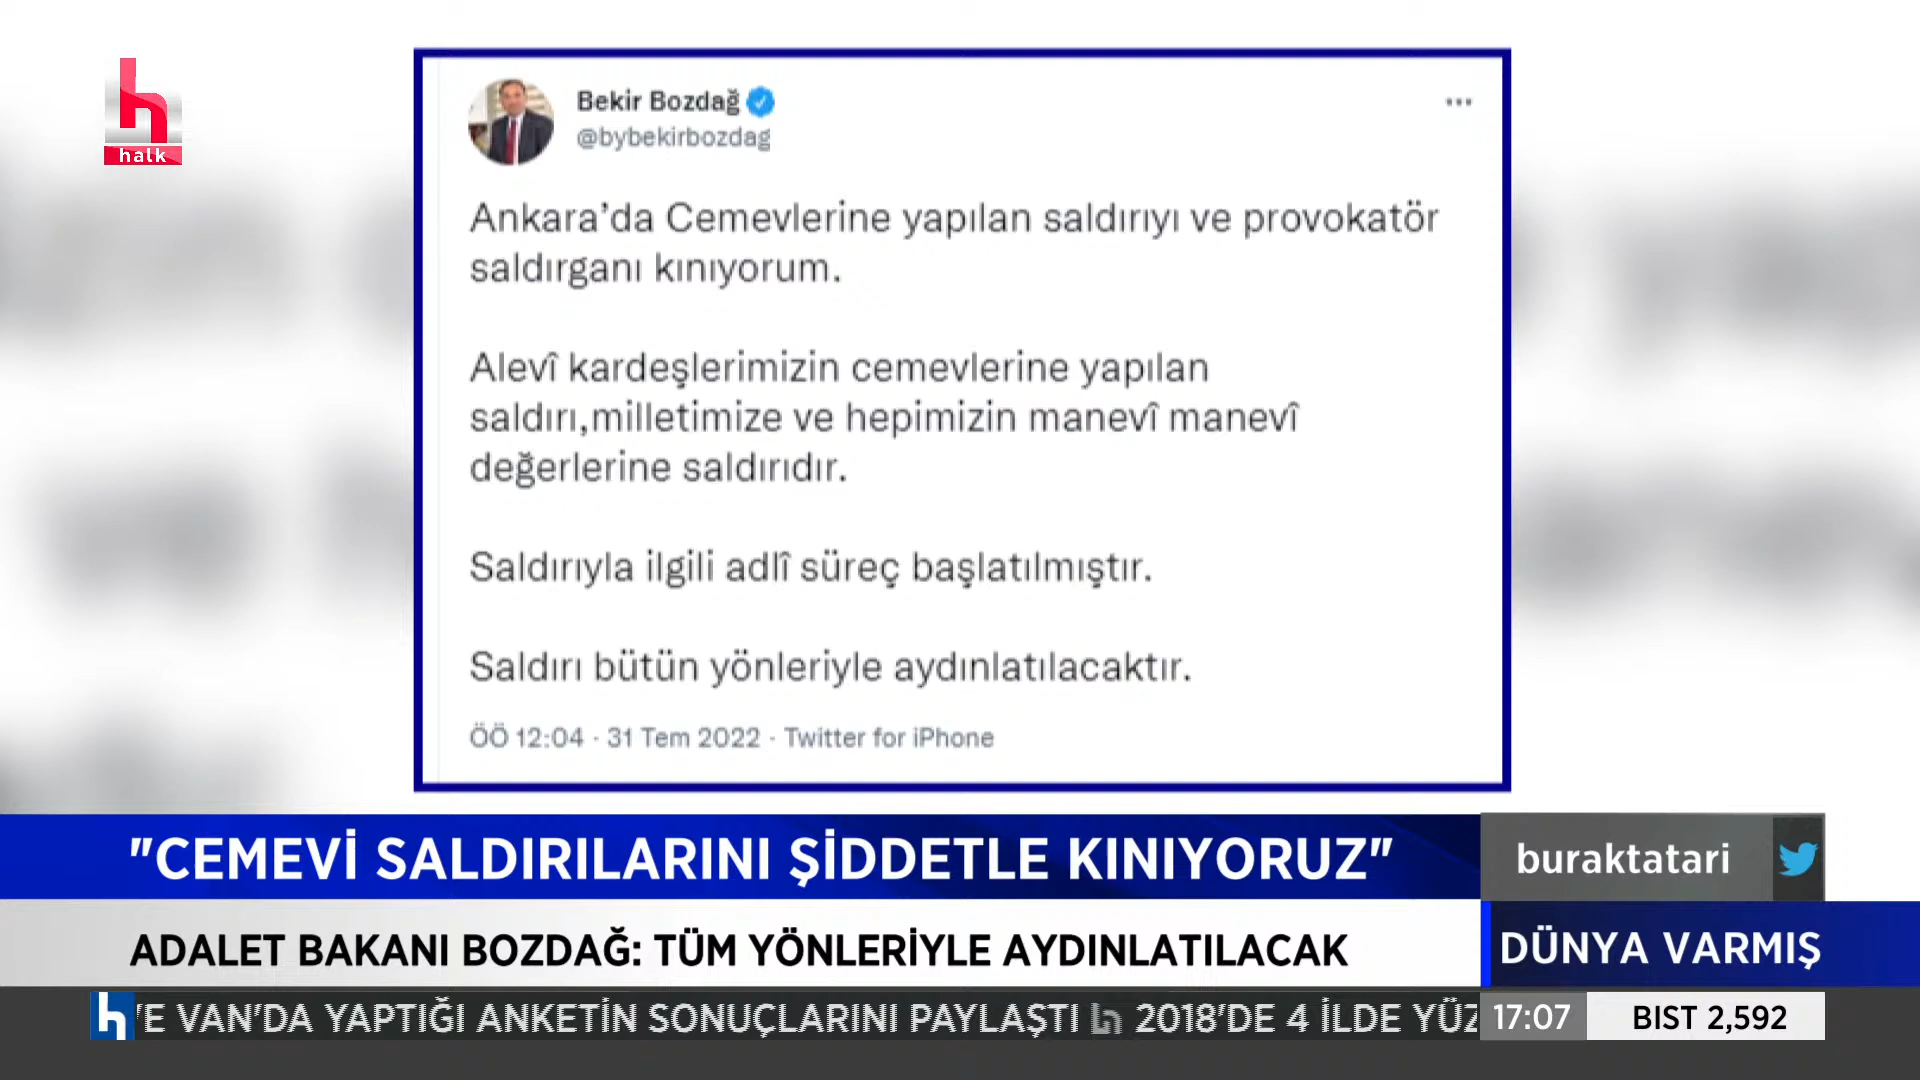 h
halk
Bekir Bozdağ
@bybekirbozdag
Ankara’da Cemevlerine yapılan saldırıyı ve provokatör
saldırganı kınıyorum.
Alevî kardeşlerimizin cemevlerine yapılan
saldırı,milletimize ve hepimizin manevî manevî
değerlerine saldırıdır.
Saldırıyla ilgili adlî süreç başlatılmıştır.
Saldırı bütün yönleriyle aydınlatılacaktır.
ÖÖ 12:04 · 31 Tem 2022 · Twitter for iPhone
"CEMEVİ SALDIRILARINI ŞİDDETLE KINIYORUZ"
buraktatari
ADALET BAKANI BOZDAĞ: TÜM YÖNLERİYLE AYDINLATILACAK
DÜNYA VARMIŞ
h 'E VAN'DA YAPTIĞI ANKETİN SONUÇLARINI PAYLAŞTI h 2018'DE 4 İLDE YÜZ
17:07
BIST 2,592